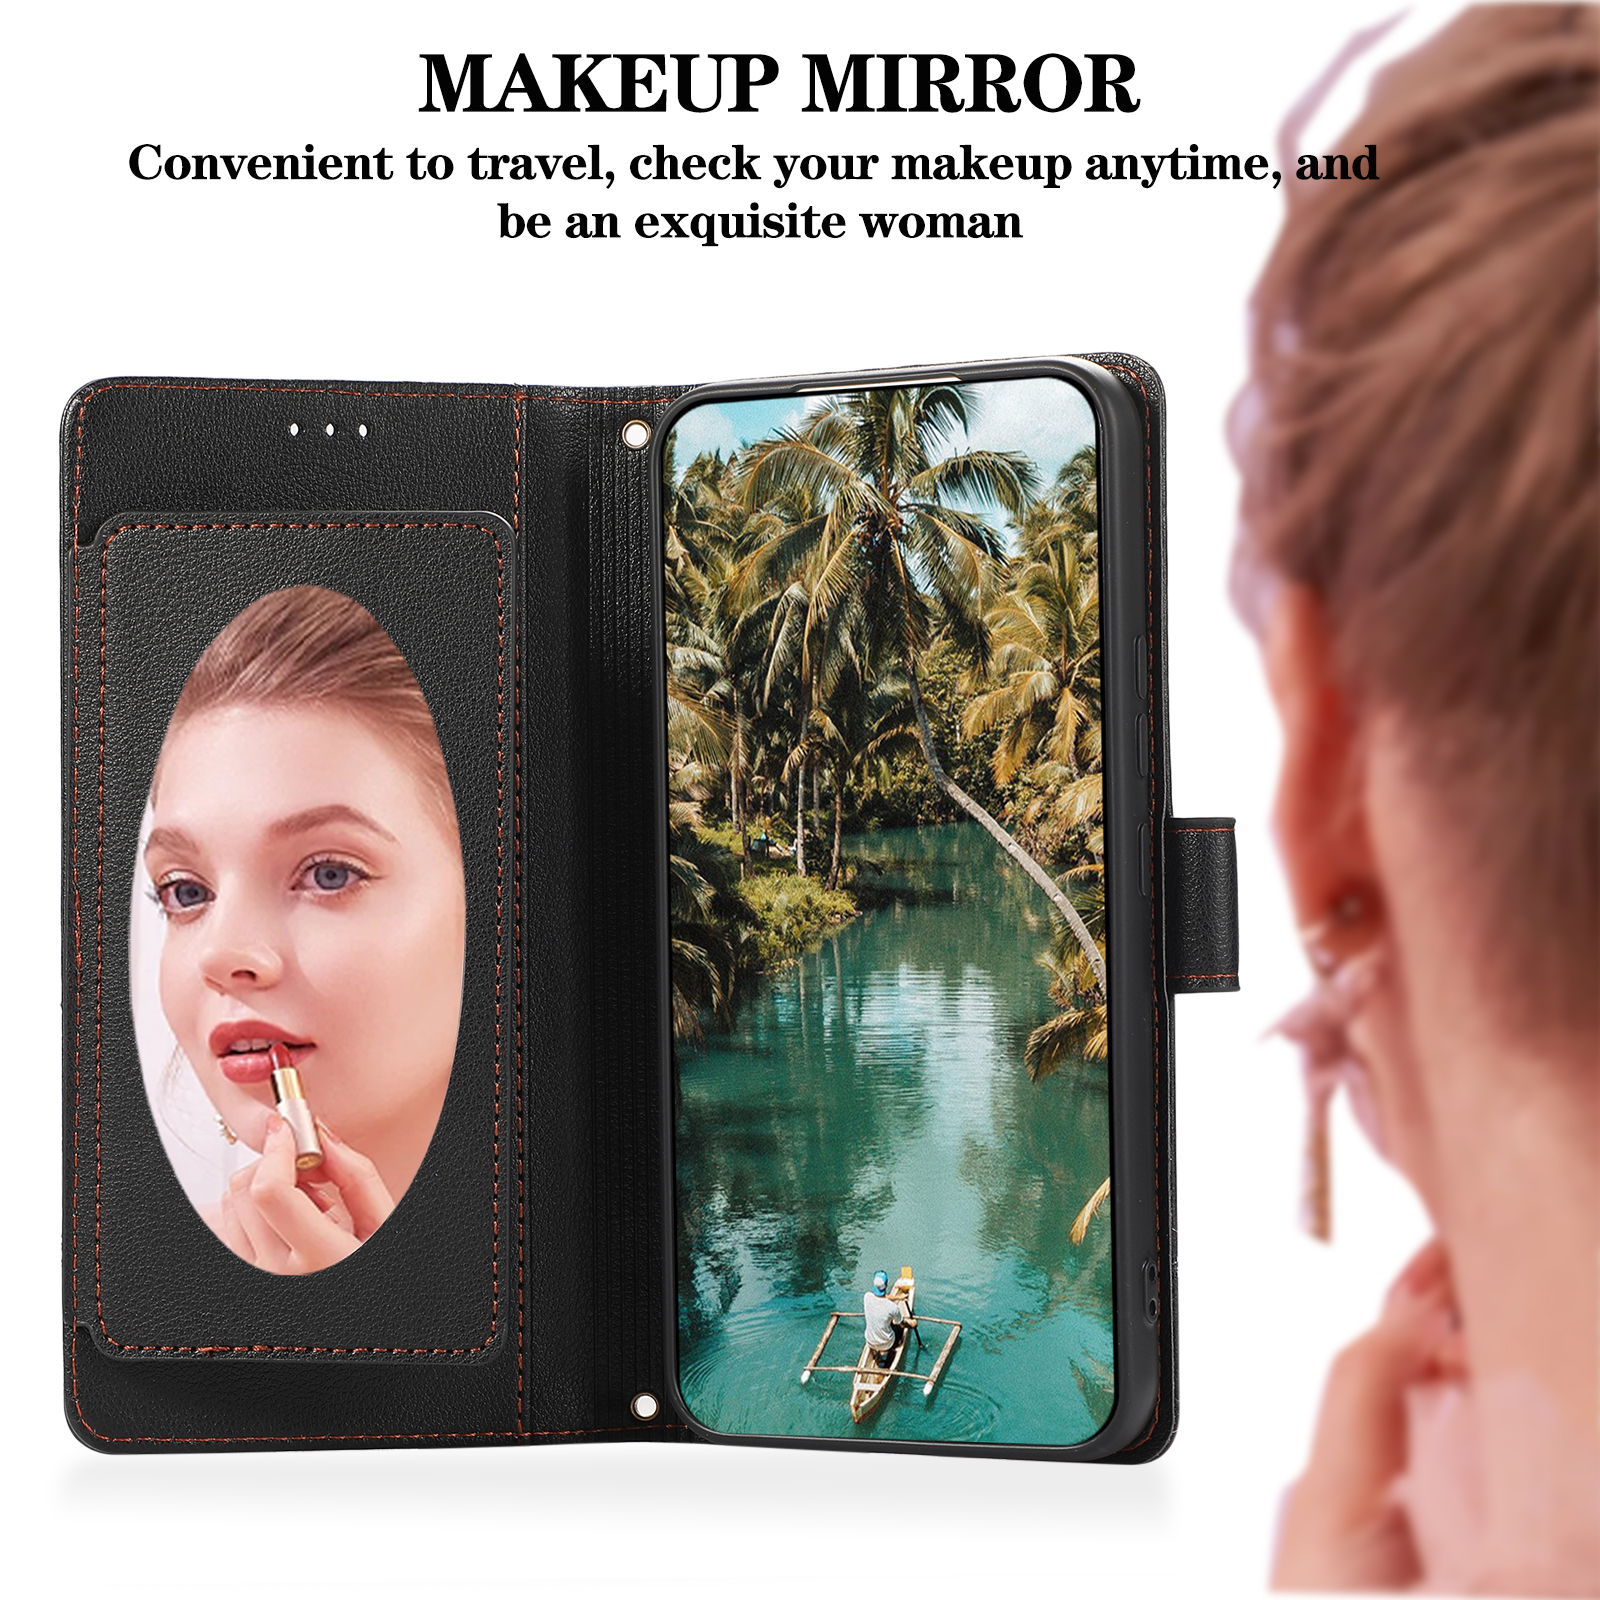 MAKEUP MIRROR
Convenient to travel, check your makeup anytime, and
be an exquisite woman